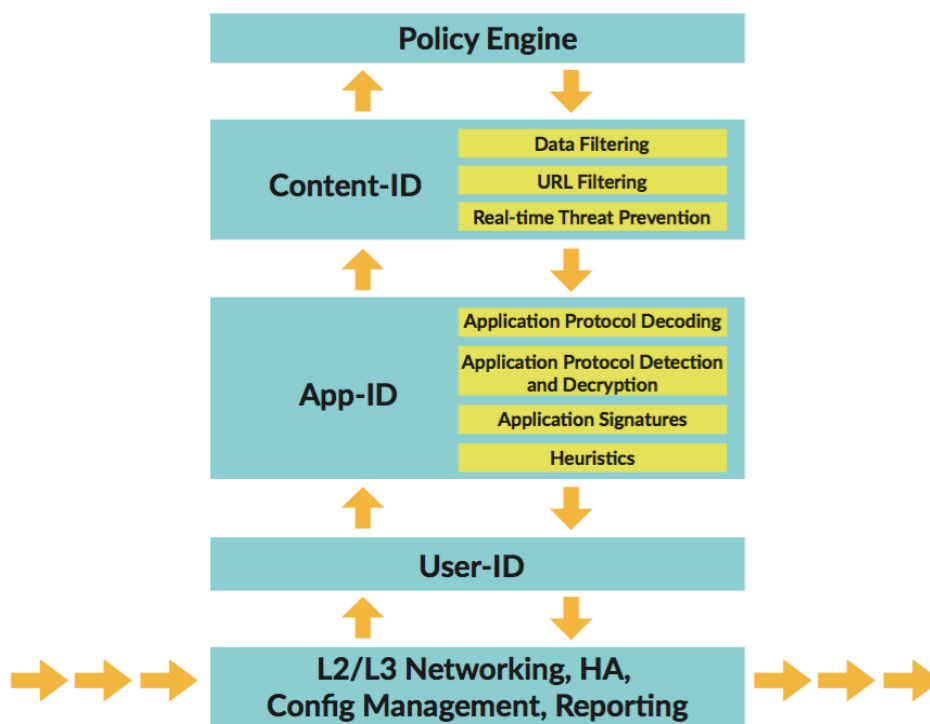 Policy Engine
Content-ID
Data Filtering
URL Filtering
Real-time Threat Prevention
App-ID
Application Protocol Decoding
Application Protocol Detection
and Decryption
Application Signatures
Heuristics
User-ID
L2/L3 Networking, HA,
Config Management, Reporting